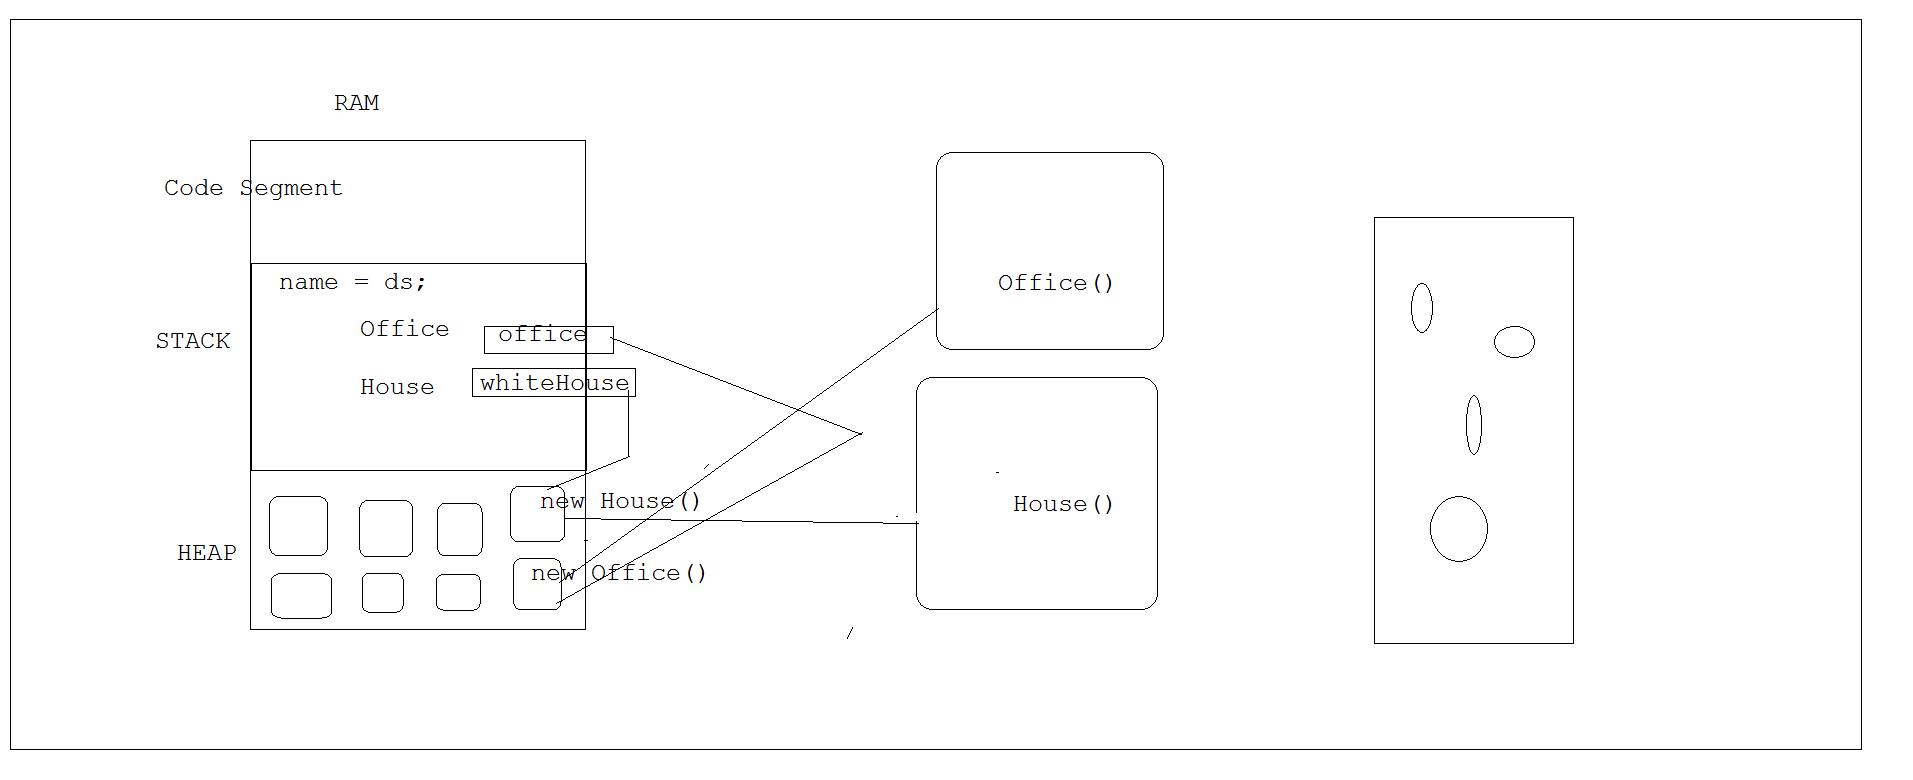 RAM
Code Segment
name = ds;
STACK
Office office
House whiteHouse
HEAP
new House()
new Office()
Office()
House()